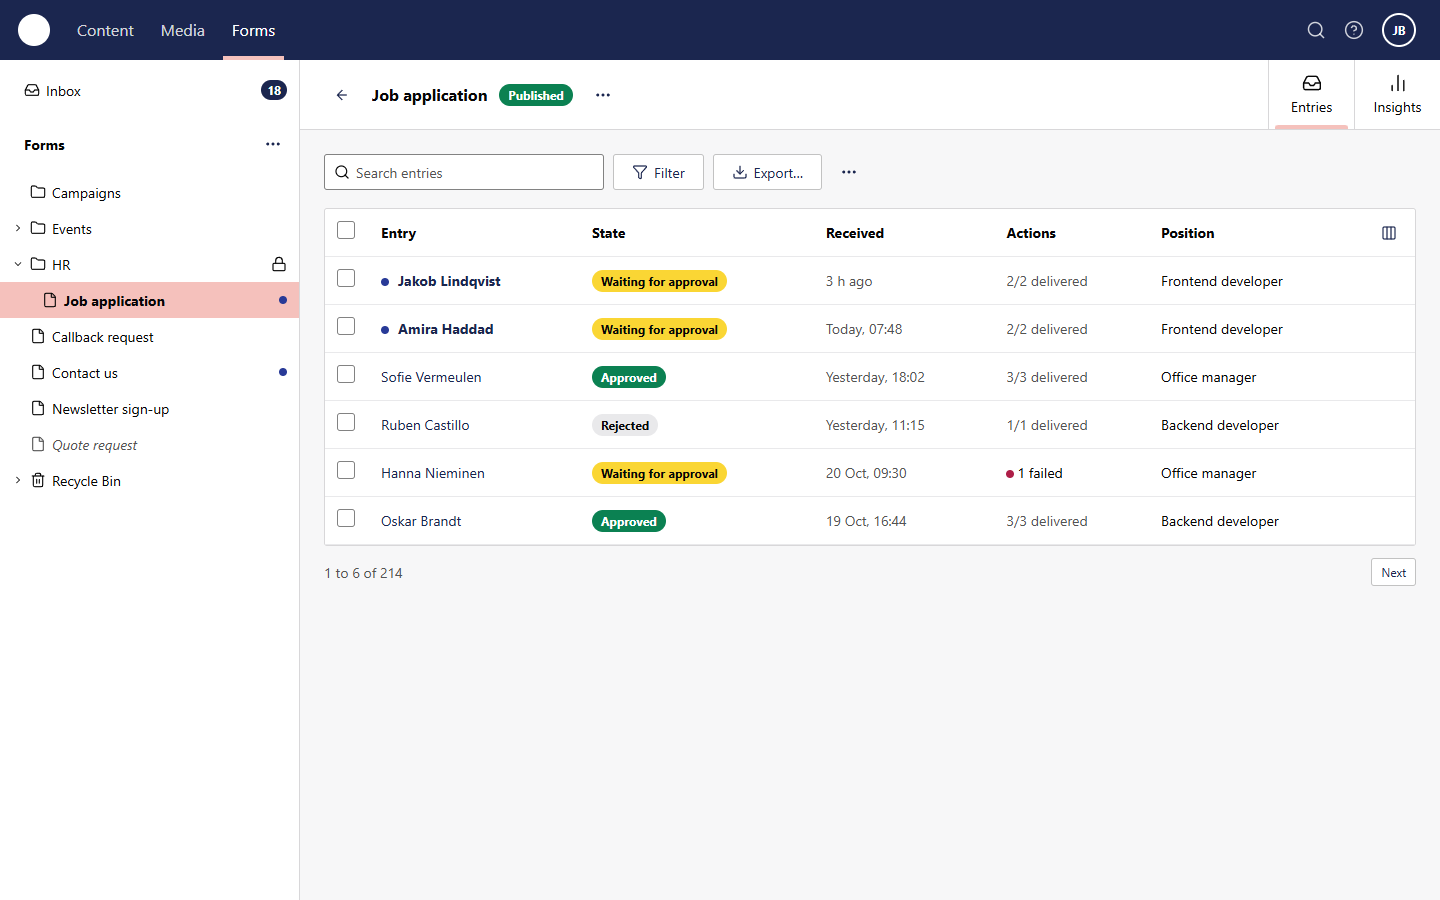 Content Media Forms JB
Inbox 18
Forms
Campaigns
Events
HR
Job application
Callback request
Contact us
Newsletter sign-up
Quote request
Recycle Bin
Job application Published
Entries Insights
Search entries Filter Export...
Entry State Received Actions Position
Jakob Lindqvist Waiting for approval 3 h ago 2/2 delivered Frontend developer
Amira Haddad Waiting for approval Today, 07:48 2/2 delivered Frontend developer
Sofie Vermeulen Approved Yesterday, 18:02 3/3 delivered Office manager
Ruben Castillo Rejected Yesterday, 11:15 1/1 delivered Backend developer
Hanna Nieminen Waiting for approval 20 Oct, 09:30 1 failed Office manager
Oskar Brandt Approved 19 Oct, 16:44 3/3 delivered Backend developer
1 to 6 of 214 Next